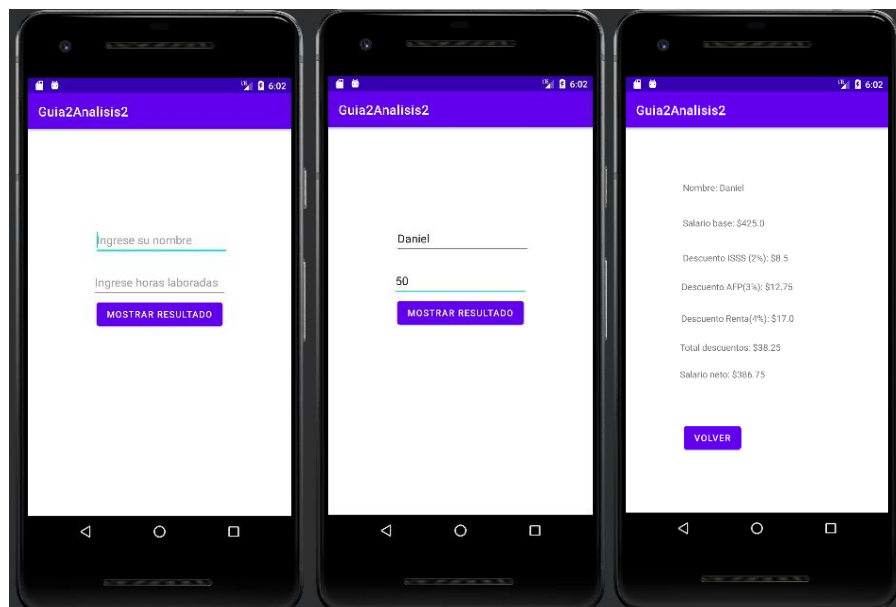 6:02
Guia2Analisis2
Ingrese su nombre
Ingrese horas laboradas
MOSTRAR RESULTADO
6:02
Guia2Analisis2
Daniel
50
MOSTRAR RESULTADO
6:02
Guia2Analisis2
Nombre: Daniel
Salario base: $425.0
Descuento ISSS (2%): $8.5
Descuento AFP(3%): $12.75
Descuento Renta(4%): $17.0
Total descuentos: $38.25
Salario neto: $386.75
VOLVER